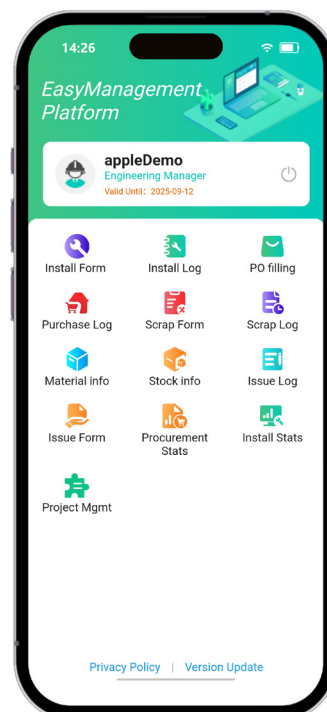 14:26
EasyManagement
Platform
appleDemo
Engineering Manager
Valid Until: 2025-09-12
Install Form
Install Log
PO filling
Purchase Log
Scrap Form
Scrap Log
Material info
Stock info
Issue Log
Issue Form
Procurement
Stats
Install Stats
Project Mgmt
Privacy Policy | Version Update